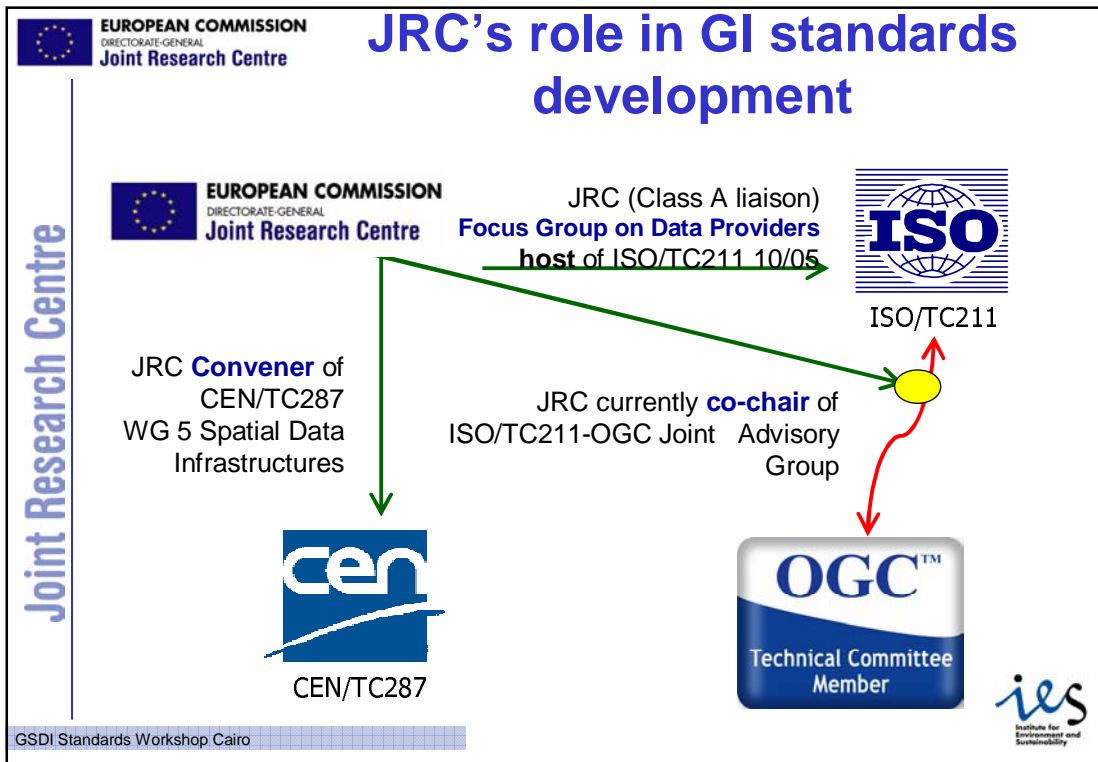 EUROPEAN COMMISSION
DIRECTORATE-GENERAL
Joint Research Centre
JRC's role in GI standards
development
Joint Research Centre
EUROPEAN COMMISSION
DIRECTORATE-GENERAL
Joint Research Centre
JRC (Class A liaison)
Focus Group on Data Providers
host of ISO/TC211 10/05
ISO
ISO/TC211
JRC Convener of
CEN/TC287
WG 5 Spatial Data
Infrastructures
JRC currently co-chair of
ISO/TC211-OGC Joint Advisory
Group
cen
CEN/TC287
OGC™
Technical Committee
Member
ies
Institute for
Environment and
Sustainability
GSDI Standards Workshop Cairo